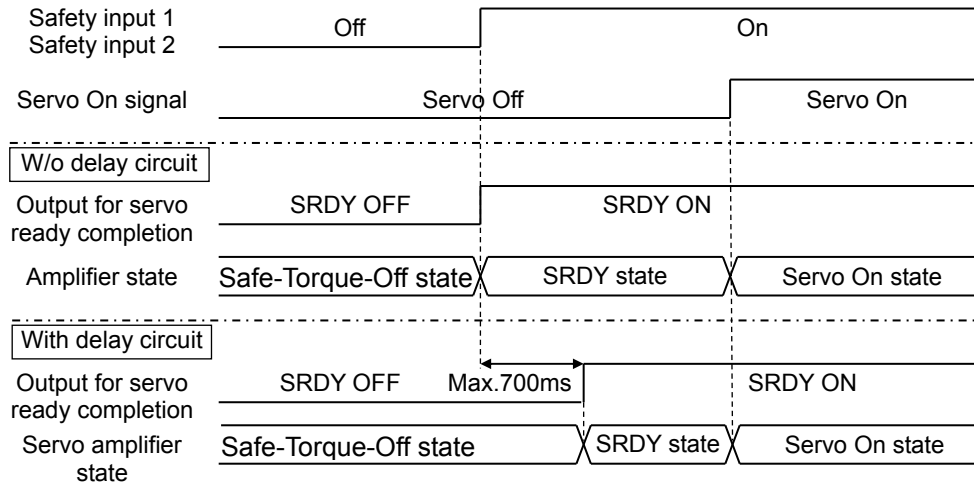 Safety input 1
Safety input 2
Off
On
Servo On signal
Servo Off
Servo On
W/o delay circuit
Output for servo
ready completion
SRDY OFF
SRDY ON
Amplifier state
Safe-Torque-Off state
SRDY state
Servo On state
With delay circuit
Output for servo
ready completion
SRDY OFF
Max.700ms
SRDY ON
Servo amplifier
state
Safe-Torque-Off state
SRDY state
Servo On state